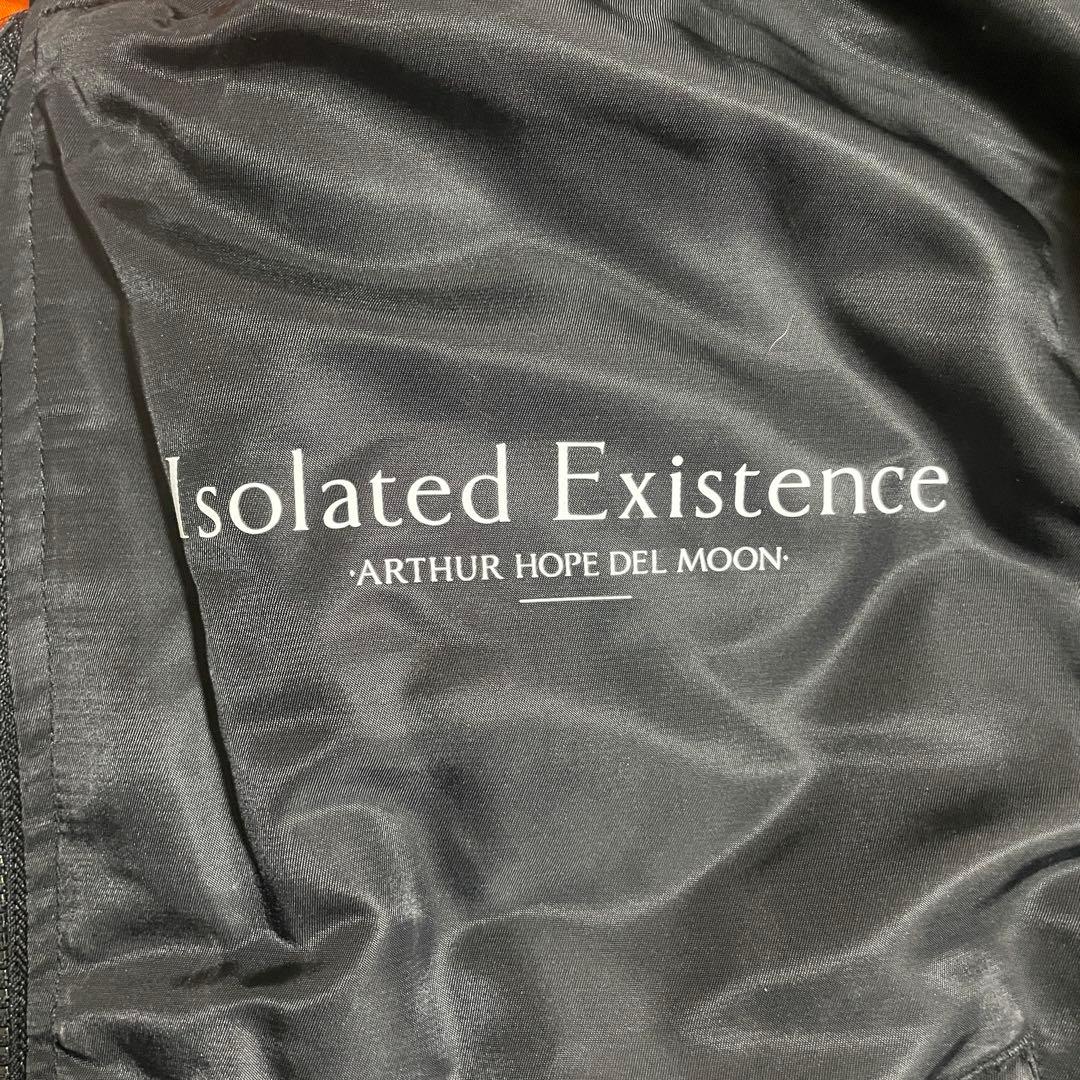 Isolated Existence
·ARTHUR HOPE DEL MOON·